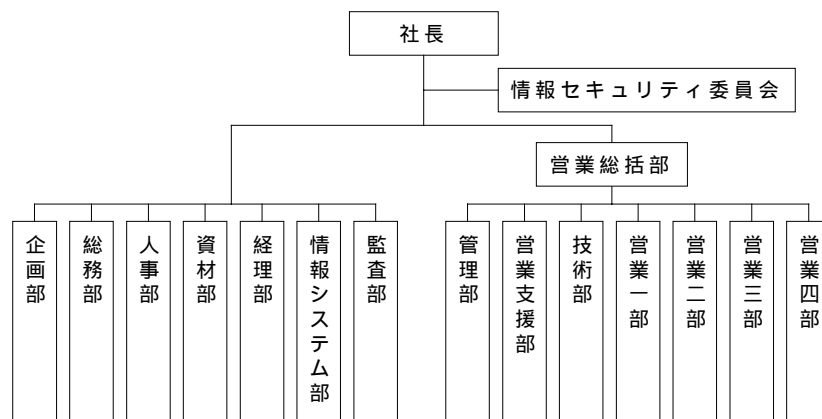 社長
情報セキュリティ委員会
営業総括部
企画部
総務部
人事部
資材部
経理部
情報システム部
監査部
管理部
営業支援部
技術部
営業一部
営業二部
営業三部
営業四部